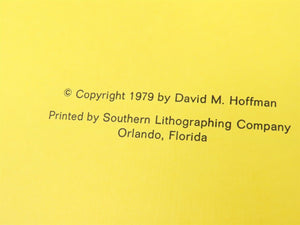 © Copyright 1979 by David M. Hoffman
Printed by Southern Lithographing Company
Orlando, Florida